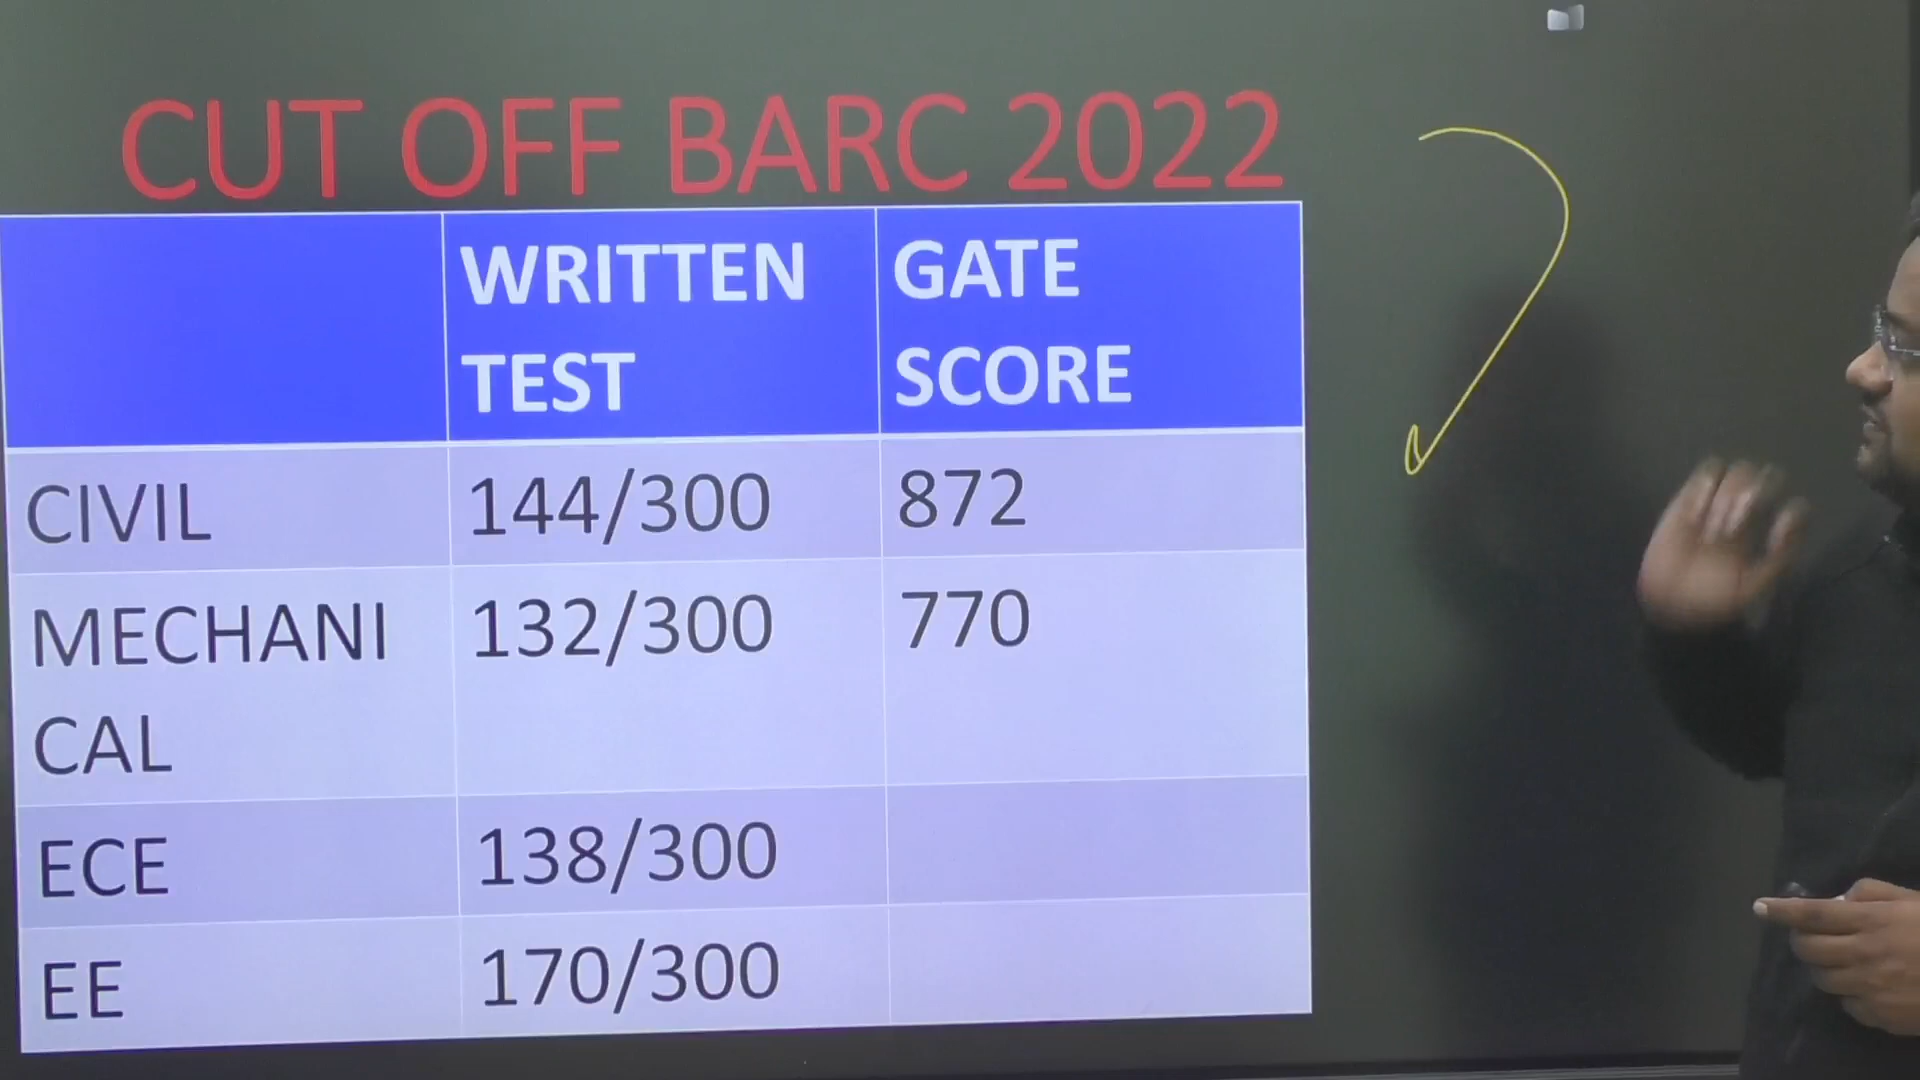 CUT OFF BARC 2022
WRITTEN TEST GATE SCORE
CIVIL 144/300 872
MECHANI
CAL 132/300 770
ECE 138/300
EE 170/300